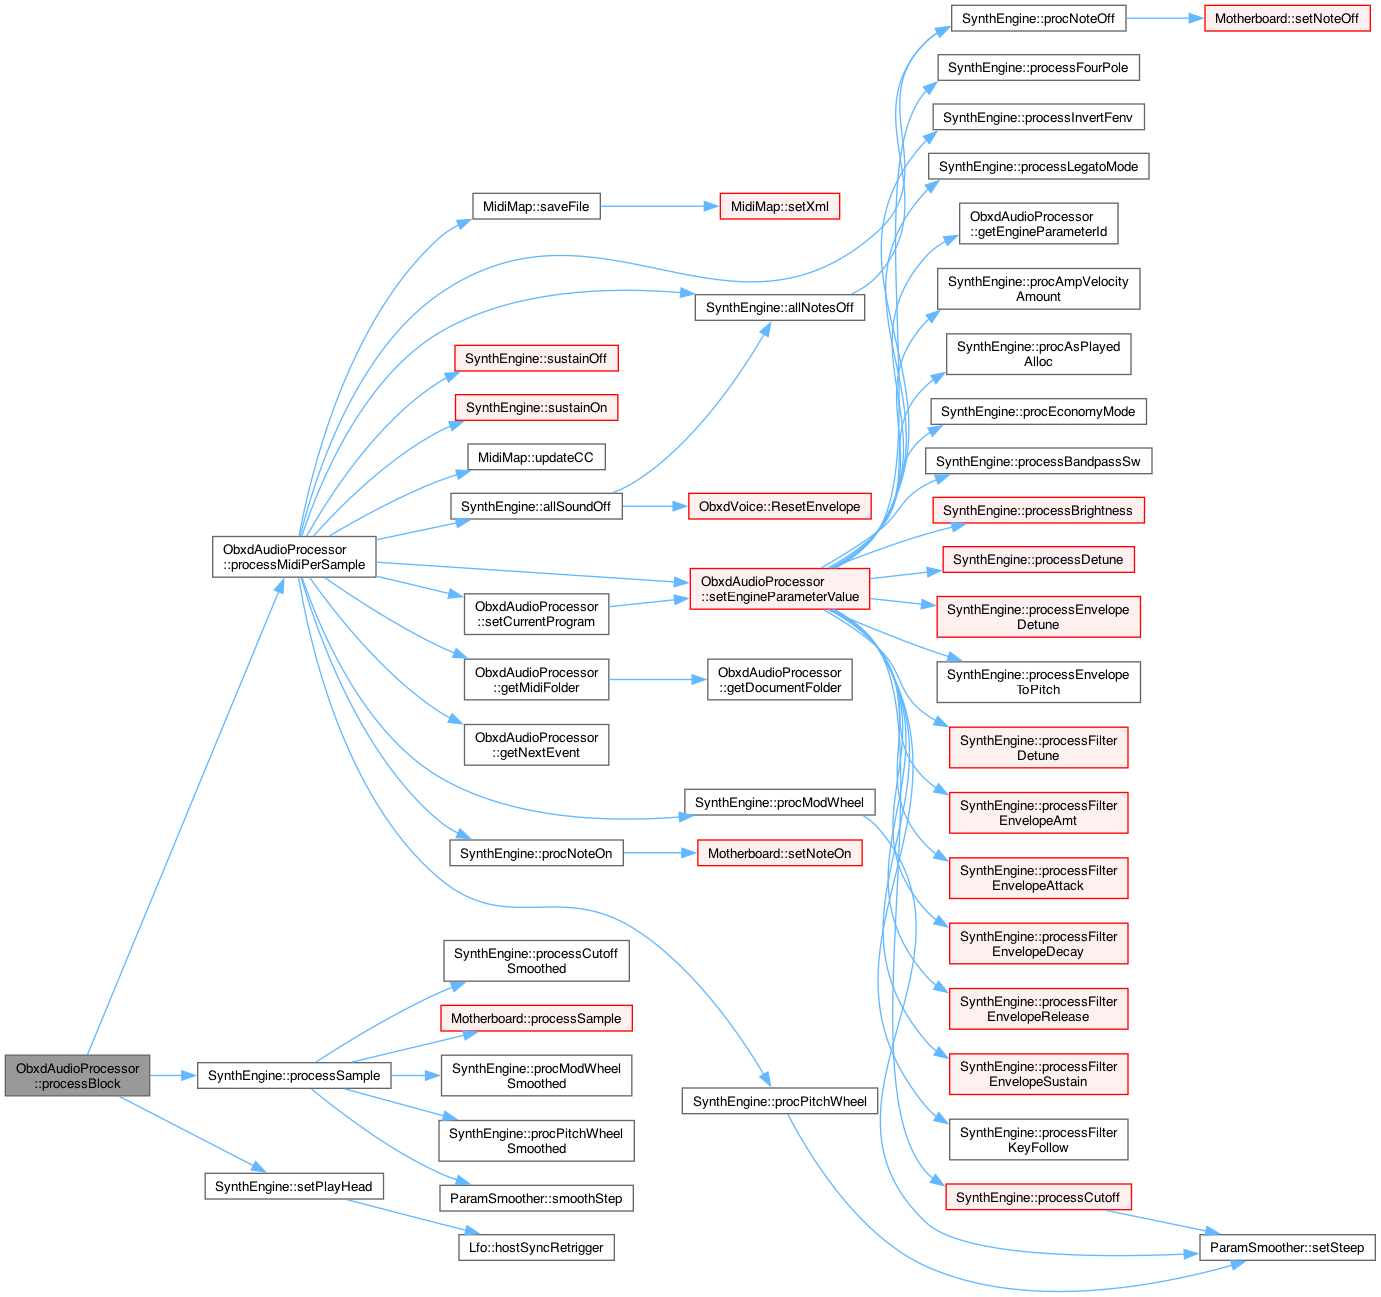 SynthEngine::procNoteOff
Motherboard::setNoteOff
SynthEngine::processFourPole
SynthEngine::processInvertFenv
SynthEngine::processLegatoMode
MidiMap::saveFile
MidiMap::setXml
ObxdAudioProcessor
::getEngineParameterId
SynthEngine::procAmpVelocity
Amount
SynthEngine::allNotesOff
SynthEngine::procAsPlayed
Alloc
SynthEngine::sustainOff
SynthEngine::sustainOn
SynthEngine::procEconomyMode
MidiMap::updateCC
SynthEngine::processBandpassSw
SynthEngine::allSoundOff
ObxdVoice::ResetEnvelope
SynthEngine::processBrightness
ObxdAudioProcessor
::processMidiPerSample
SynthEngine::processDetune
ObxdAudioProcessor
::setEngineParameterValue
ObxdAudioProcessor
::setCurrentProgram
SynthEngine::processEnvelope
Detune
ObxdAudioProcessor
::getMidiFolder
ObxdAudioProcessor
::getDocumentFolder
SynthEngine::processEnvelope
ToPitch
ObxdAudioProcessor
::getNextEvent
SynthEngine::processFilter
Detune
SynthEngine::procModWheel
SynthEngine::processFilter
EnvelopeAmt
SynthEngine::procNoteOn
Motherboard::setNoteOn
SynthEngine::processFilter
EnvelopeAttack
SynthEngine::processFilter
EnvelopeDecay
SynthEngine::processCutoff
Smoothed
SynthEngine::processFilter
EnvelopeRelease
Motherboard::processSample
ObxdAudioProcessor
::processBlock
SynthEngine::processSample
SynthEngine::procModWheel
Smoothed
SynthEngine::processFilter
EnvelopeSustain
SynthEngine::procPitchWheel
SynthEngine::procPitchWheel
Smoothed
SynthEngine::processFilter
KeyFollow
SynthEngine::setPlayHead
ParamSmoother::smoothStep
SynthEngine::processCutoff
Lfo::hostSyncRetrigger
ParamSmoother::setSteep